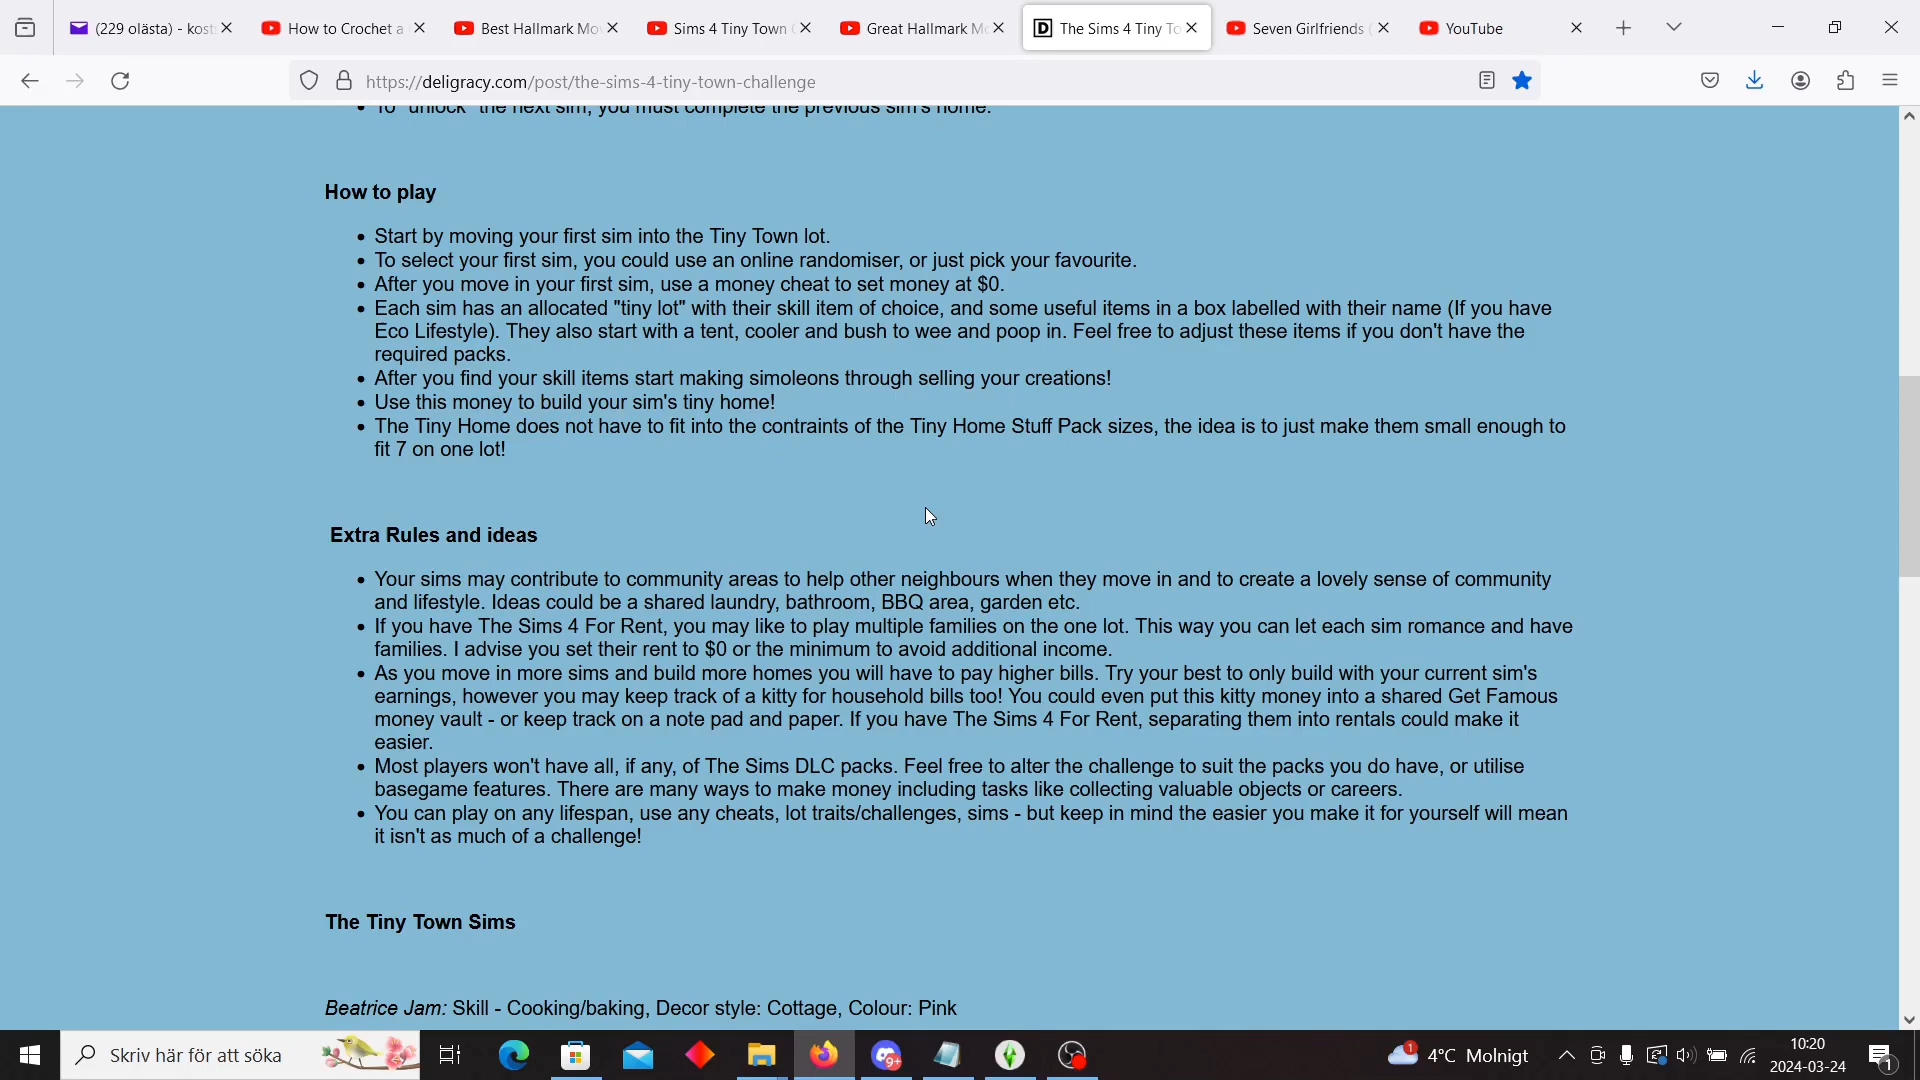 (229 olästa) - kost
How to Crochet a
Best Hallmark Mo
Sims 4 Tiny Town
Great Hallmark M
The Sims 4 Tiny To
Seven Girlfriends
YouTube
https://deligracy.com/post/the-sims-4-tiny-town-challenge
To "unlock" the next sim, you must complete the previous sim's home.
How to play
• Start by moving your first sim into the Tiny Town lot.
• To select your first sim, you could use an online randomiser, or just pick your favourite.
• After you move in your first sim, use a money cheat to set money at $0.
• Each sim has an allocated "tiny lot" with their skill item of choice, and some useful items in a box labelled with their name (If you have
Eco Lifestyle). They also start with a tent, cooler and bush to wee and poop in. Feel free to adjust these items if you don't have the
required packs.
• After you find your skill items start making simoleons through selling your creations!
• Use this money to build your sim's tiny home!
• The Tiny Home does not have to fit into the contraints of the Tiny Home Stuff Pack sizes, the idea is to just make them small enough to
fit 7 on one lot!
Extra Rules and ideas
• Your sims may contribute to community areas to help other neighbours when they move in and to create a lovely sense of community
and lifestyle. Ideas could be a shared laundry, bathroom, BBQ area, garden etc.
• If you have The Sims 4 For Rent, you may like to play multiple families on the one lot. This way you can let each sim romance and have
families. I advise you set their rent to $0 or the minimum to avoid additional income.
• As you move in more sims and build more homes you will have to pay higher bills. Try your best to only build with your current sim's
earnings, however you may keep track of a kitty for household bills too! You could even put this kitty money into a shared Get Famous
money vault - or keep track on a note pad and paper. If you have The Sims 4 For Rent, separating them into rentals could make it
easier.
• Most players won't have all, if any, of The Sims DLC packs. Feel free to alter the challenge to suit the packs you do have, or utilise
basegame features. There are many ways to make money including tasks like collecting valuable objects or careers.
• You can play on any lifespan, use any cheats, lot traits/challenges, sims - but keep in mind the easier you make it for yourself will mean
it isn't as much of a challenge!
The Tiny Town Sims
Beatrice Jam: Skill - Cooking/baking, Decor style: Cottage, Colour: Pink
Skriv här för att söka
9+
1
4°C Molnigt
10:20
2024-03-24
1